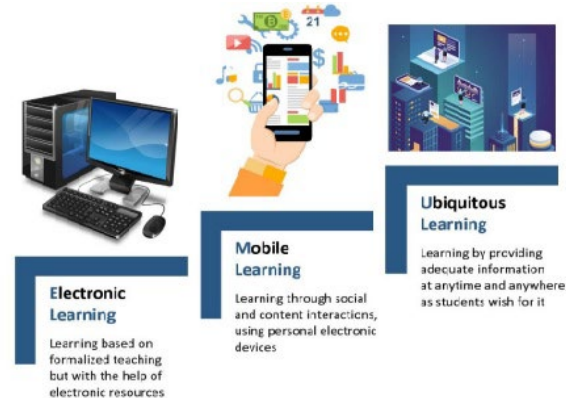 21
Electronic
Learning
Learning based on
formalized teaching
but with the help of
electronic resources
Mobile
Learning
Learning through social
and content interactions,
using personal electronic
devices
Ubiquitous
Learning
Learning by providing
adequate information
at anytime and anywhere
as students wish for it